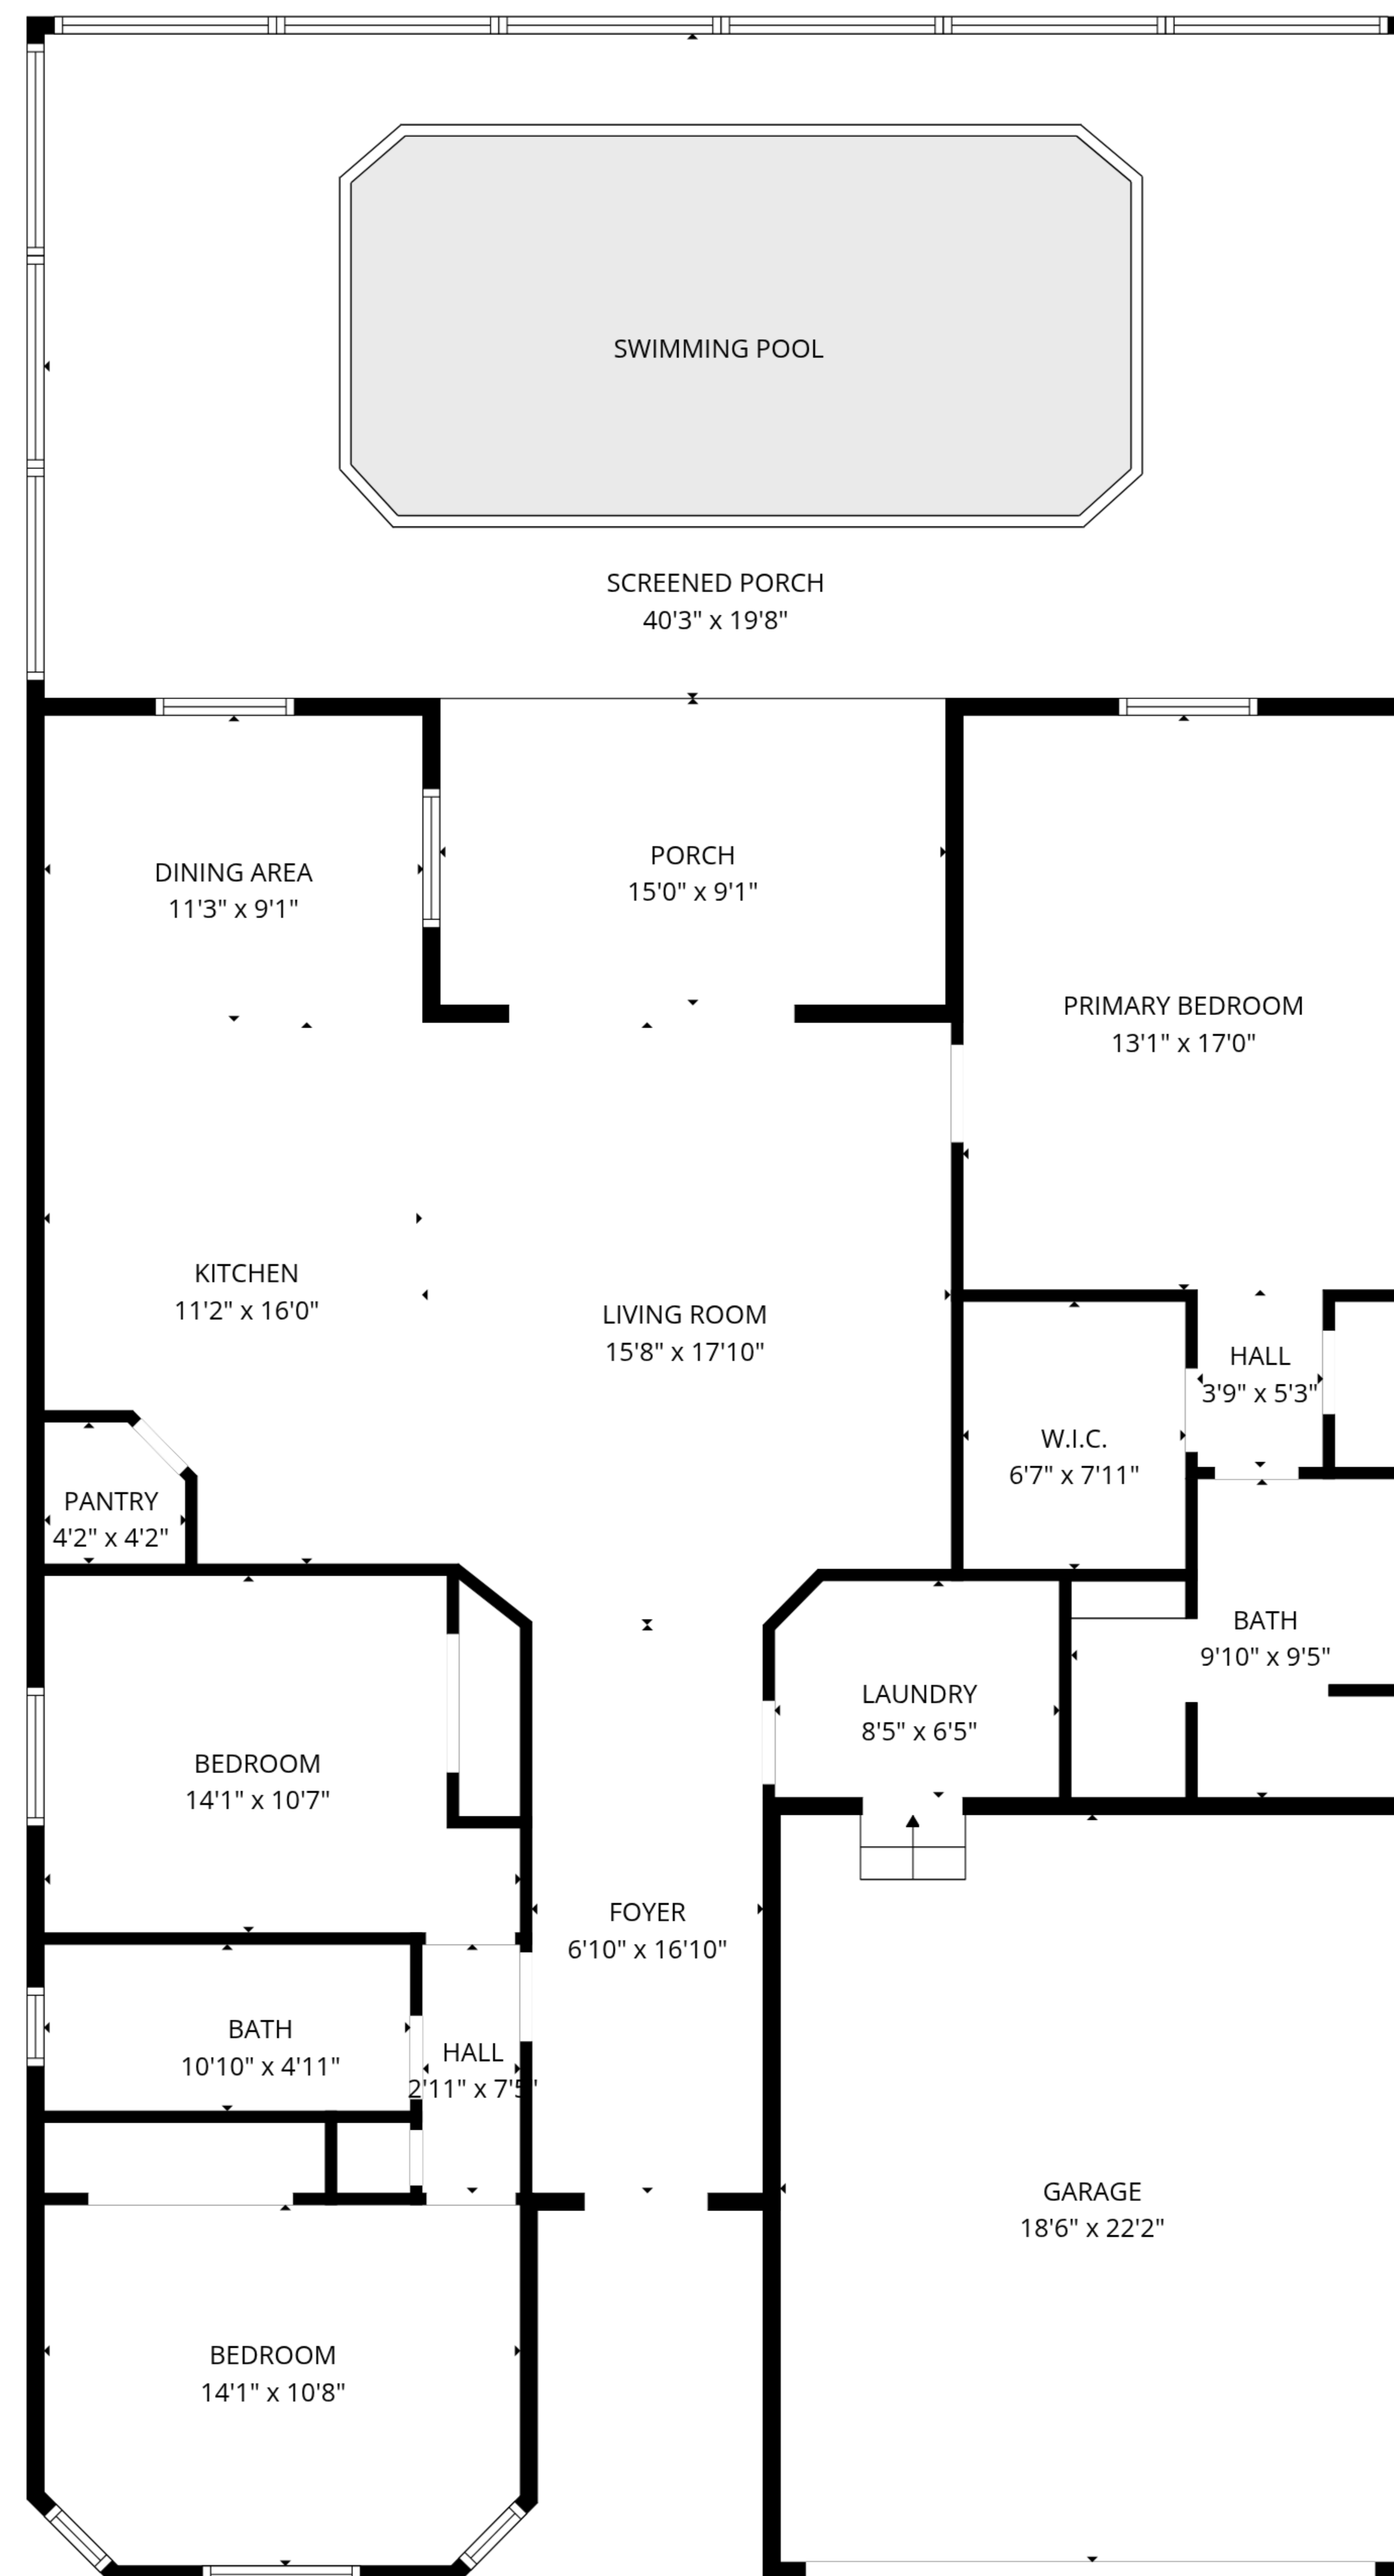 SWIMMING POOL
SCREENED PORCH
40'3" x 19'8"
DINING AREA
11'3" x 9'1"
PORCH
15'0" x 9'1"
PRIMARY BEDROOM
13'1" x 17'0"
KITCHEN
11'2" x 16'0"
LIVING ROOM
15'8" x 17'10"
HALL
3'9" x 5'3"
W.I.C.
6'7" x 7'11"
PANTRY
4'2" x 4'2"
BATH
9'10" x 9'5"
LAUNDRY
8'5" x 6'5"
BEDROOM
14'1" x 10'7"
FOYER
6'10" x 16'10"
BATH
10'10" x 4'11"
HALL
2'11" x 7'5"
GARAGE
18'6" x 22'2"
BEDROOM
14'1" x 10'8"